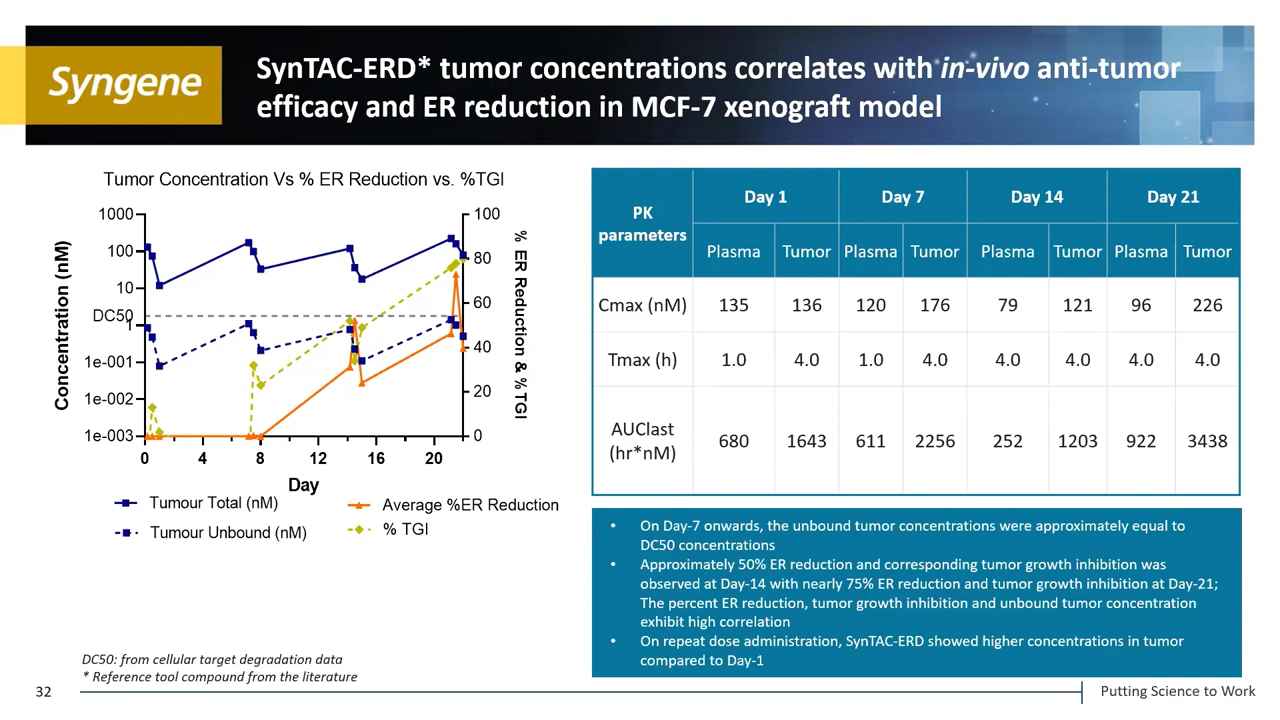 Syngene
SynTAC-ERD* tumor concentrations correlates with in-vivo anti-tumor
efficacy and ER reduction in MCF-7 xenograft model
Tumor Concentration Vs % ER Reduction vs. %TGI
Concentration (nM)
1000
100
10
DC50
1
1e-001
1e-002
1e-003
100
80
60
40
20
0
% ER Reduction & %TGI
0 4 8 12 16 20
Day
Tumour Total (nM)
Average %ER Reduction
Tumour Unbound (nM)
% TGI
PK parameters Day 1 Day 7 Day 14 Day 21
Plasma Tumor Plasma Tumor Plasma Tumor Plasma Tumor
Cmax (nM) 135 136 120 176 79 121 96 226
Tmax (h) 1.0 4.0 1.0 4.0 4.0 4.0 4.0 4.0
AUClast (hr*nM) 680 1643 611 2256 252 1203 922 3438
• On Day-7 onwards, the unbound tumor concentrations were approximately equal to
DC50 concentrations
• Approximately 50% ER reduction and corresponding tumor growth inhibition was
observed at Day-14 with nearly 75% ER reduction and tumor growth inhibition at Day-21;
The percent ER reduction, tumor growth inhibition and unbound tumor concentration
exhibit high correlation
• On repeat dose administration, SynTAC-ERD showed higher concentrations in tumor
compared to Day-1
DC50: from cellular target degradation data
* Reference tool compound from the literature
32
Putting Science to Work